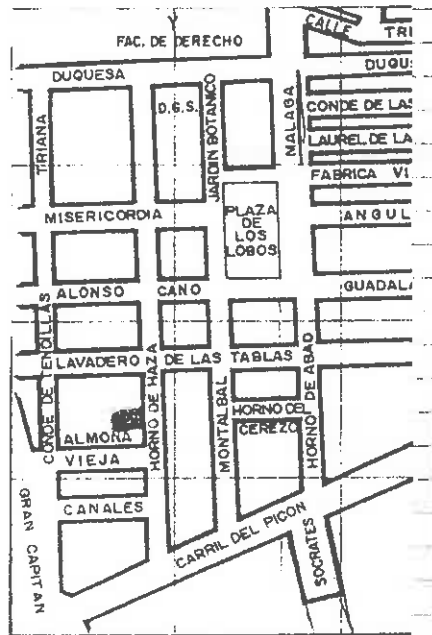 CALLE
FAC. DE DERECHO
DUQUESA
D.G.S.
CONDE DE LAS
LAUREL DE LA
TRIANA
JARDIN BOTANICO
MALAGA
FABRICA VI
MISERICORDIA
PLAZA
DE
LOS
LOBOS
ANGUL
ALONSO CANO
GUADALA
CONDE DE TENDILLAS
LAVADERO DE LAS TABLAS
HORNO DE HAZA
MONTALBAL
HORNO DE ABAD
HORNO DEL
CEREZO
ALMONA
VIEJA
CANALES
GRAN CAPITAN
CARRIL DEL PICON
SOCRATES